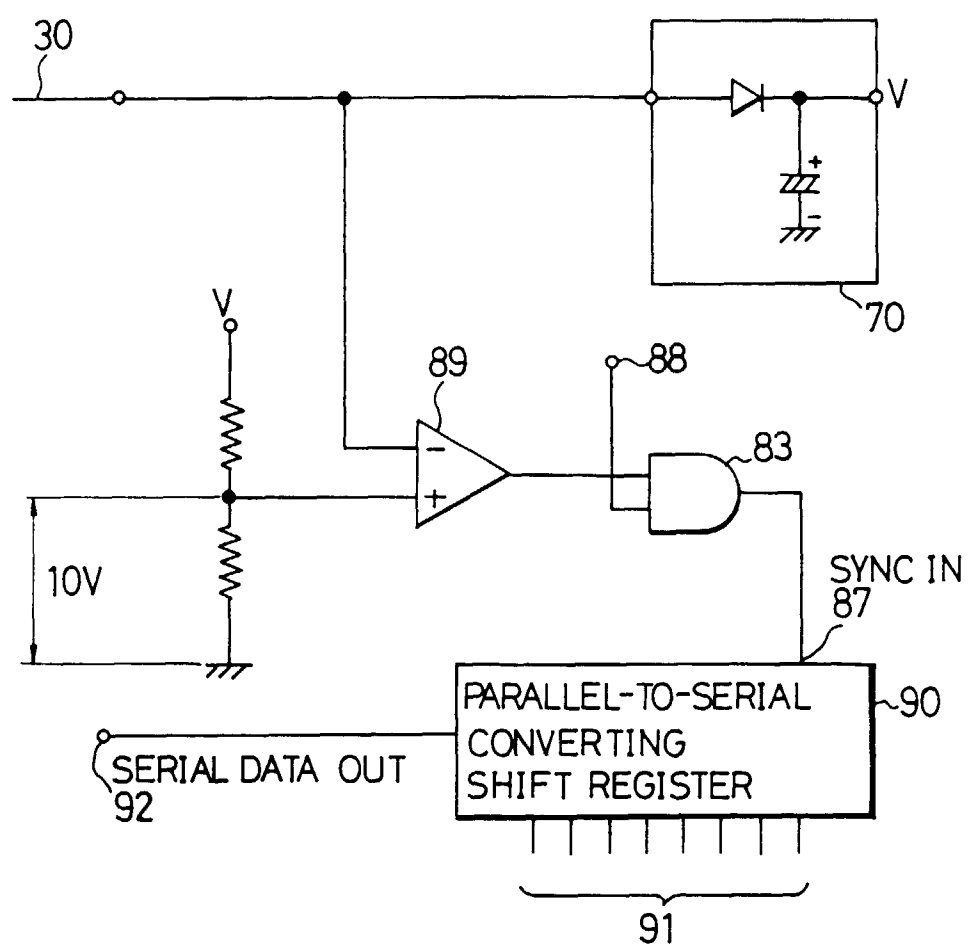 30
V
+
-
70
V
89
88
83
-
+
10V
SYNC IN
87
PARALLEL-TO-SERIAL
CONVERTING
SHIFT REGISTER
90
SERIAL DATA OUT
92
91